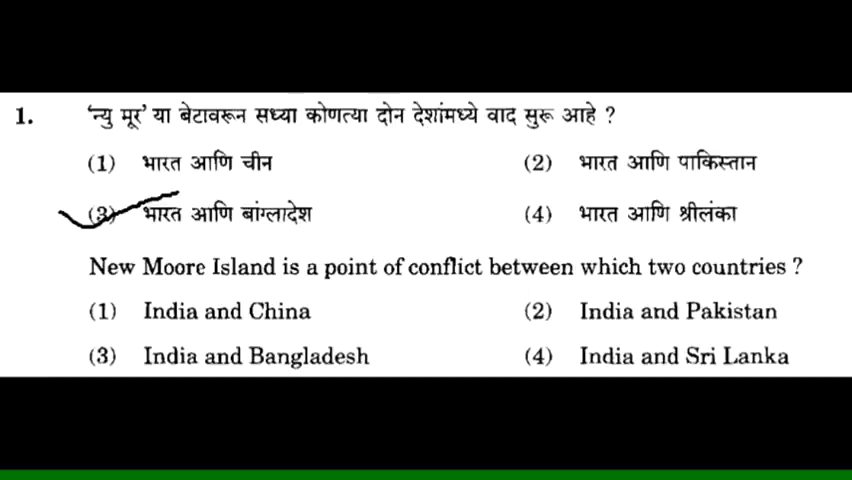 1. 'न्यु मूर' या बेटावरून सध्या कोणत्या दोन देशांमध्ये वाद सुरू आहे ?
(1) भारत आणि चीन (2) भारत आणि पाकिस्तान
(3) भारत आणि बांग्लादेश (4) भारत आणि श्रीलंका
New Moore Island is a point of conflict between which two countries ?
(1) India and China (2) India and Pakistan
(3) India and Bangladesh (4) India and Sri Lanka